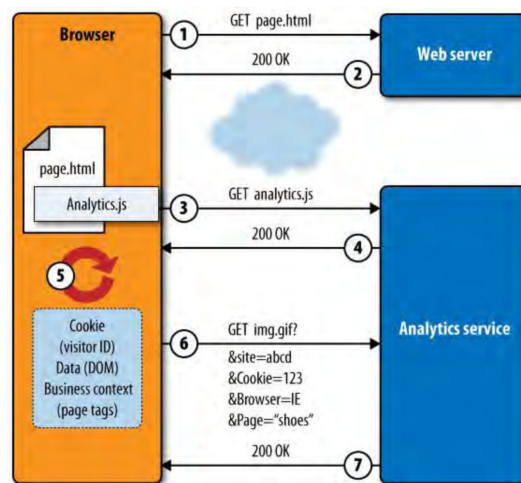 Browser
1
GET page.html
Web server
200 OK
2
page.html
Analytics.js
3
GET analytics.js
200 OK
4
5
Cookie
(visitor ID)
Data (DOM)
Business context
(page tags)
6
GET img.gif?
&site=abcd
&Cookie=123
&Browser=IE
&Page=“shoes”
Analytics service
200 OK
7